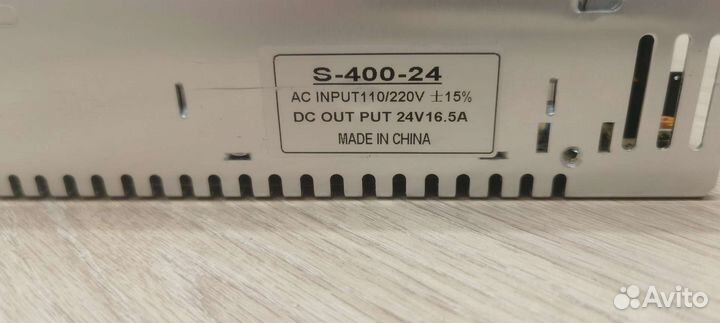 S-400-24
AC INPUT110/220V ±15%
DC OUT PUT 24V16.5A
MADE IN CHINA
Avito